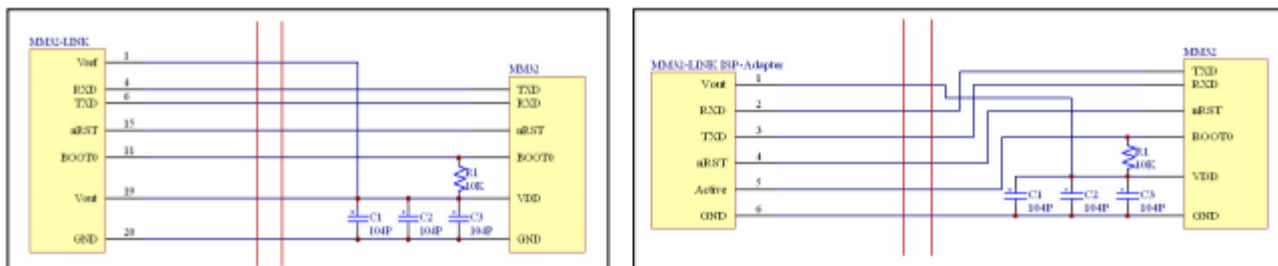 MM32-LINK
Vref 1
MM32
RXD 4 TXD
TXD 6 RXD
nRST 15 nRST
BOOT0 11 BOOT0
R1
10K
Vout 19 VDD
C1 C2 C3
104P 104P 104P
GND 20 GND
MM32
MM32-LINK ISP-Adapter
TXD
Vout 1 RXD
RXD 2 nRST
TXD 3 BOOT0
R1
10K
nRST 4 VDD
Active 5
C1 C2 C3
104P 104P 104P
GND 6 GND